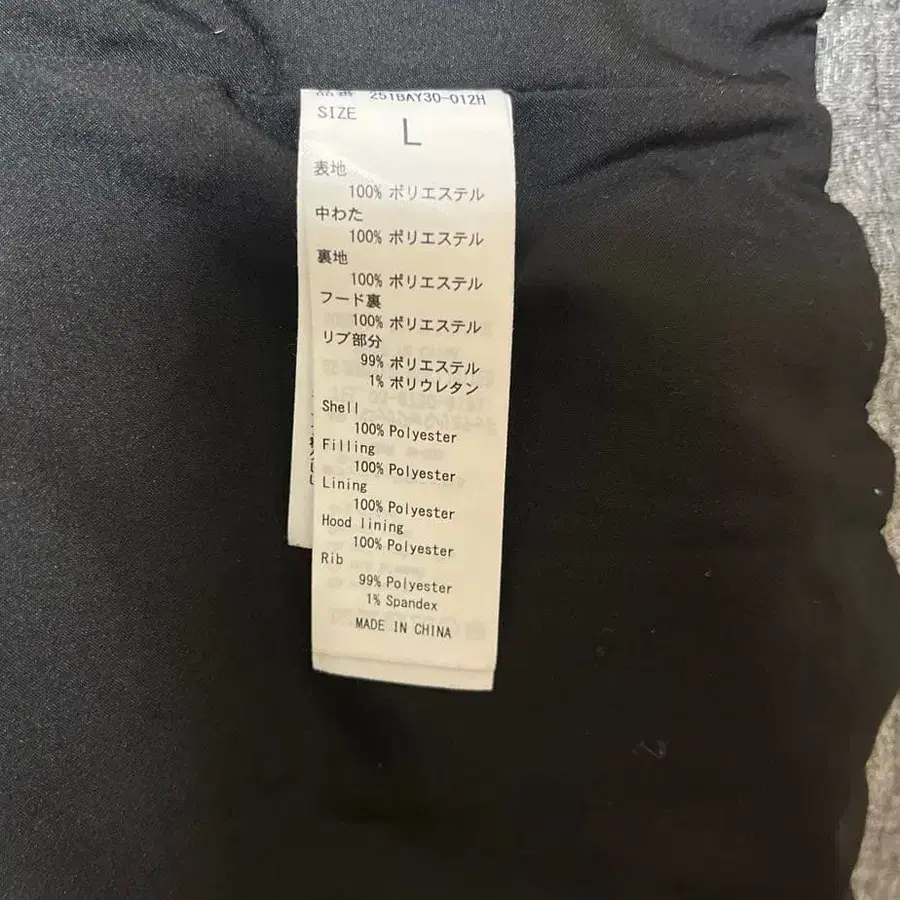 品番 251BAY30-012H
SIZE
L
表地
100% ポリエステル
中わた
100% ポリエステル
裏地
100% ポリエステル
フード裏
100% ポリエステル
リブ部分
99% ポリエステル
1% ポリウレタン
Shell
100% Polyester
Filling
100% Polyester
Lining
100% Polyester
Hood lining
100% Polyester
Rib
99% Polyester
1% Spandex
MADE IN CHINA